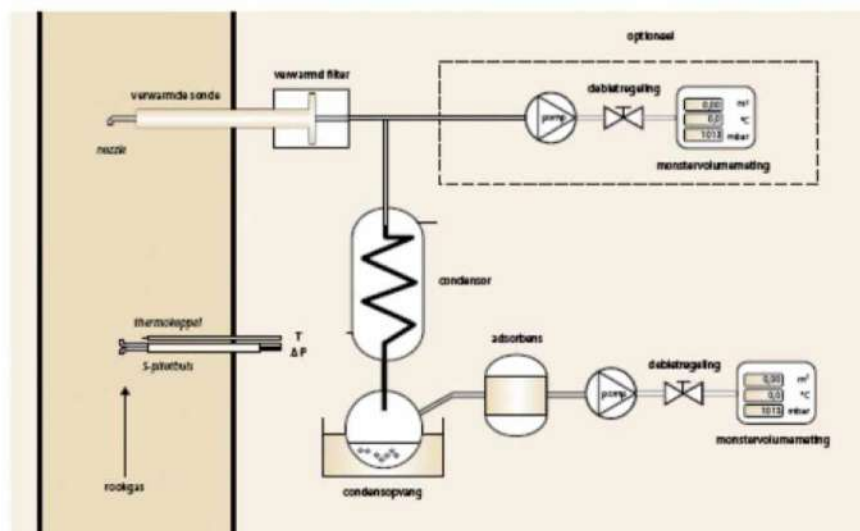 optioneel
verwarmd filter
verwarmde sonde
debietregeling
pomp
0,00 m³
0,0 °C
1013 mbar
nozzle
monstervolumemeting
condensor
thermokoppel
T
ΔP
S-pitotbuis
adsorbens
debietregeling
pomp
0,00 m³
0,0 °C
1013 mbar
monstervolumemeting
rookgas
condensopvang